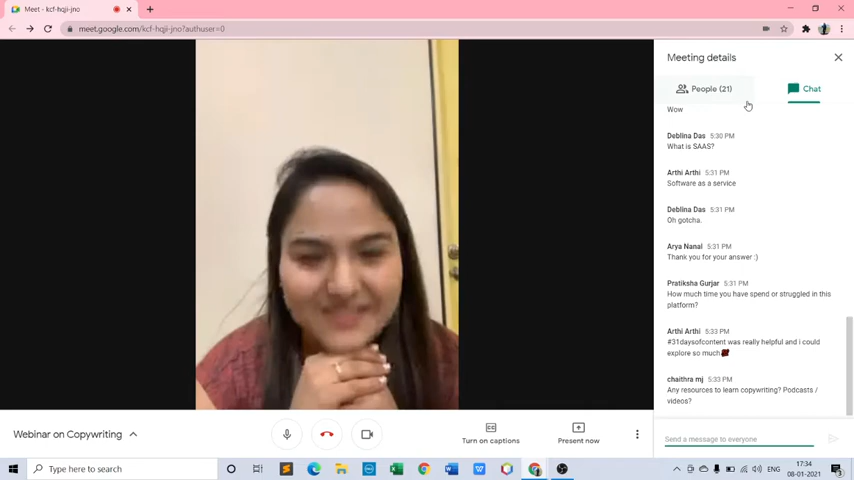 Meet - kcf-hqji-jno
meet.google.com/kcf-hqji-jno?authuser=0
Meeting details
People (21)
Chat
Wow
Deblina Das 5:30 PM
What is SAAS?
Arthi Arthi 5:31 PM
Software as a service
Deblina Das 5:31 PM
Oh gotcha.
Arya Nanal 5:31 PM
Thank you for your answer :)
Pratiksha Gurjar 5:31 PM
How much time you have spend or struggled in this
platform?
Arthi Arthi 5:33 PM
#31daysofcontent was really helpful and i could
explore so much
chaithra mj 5:33 PM
Any resources to learn copywriting? Podcasts /
videos?
Send a message to everyone
Webinar on Copywriting
Turn on captions
Present now
Type here to search
ENG
17:34
08-01-2021